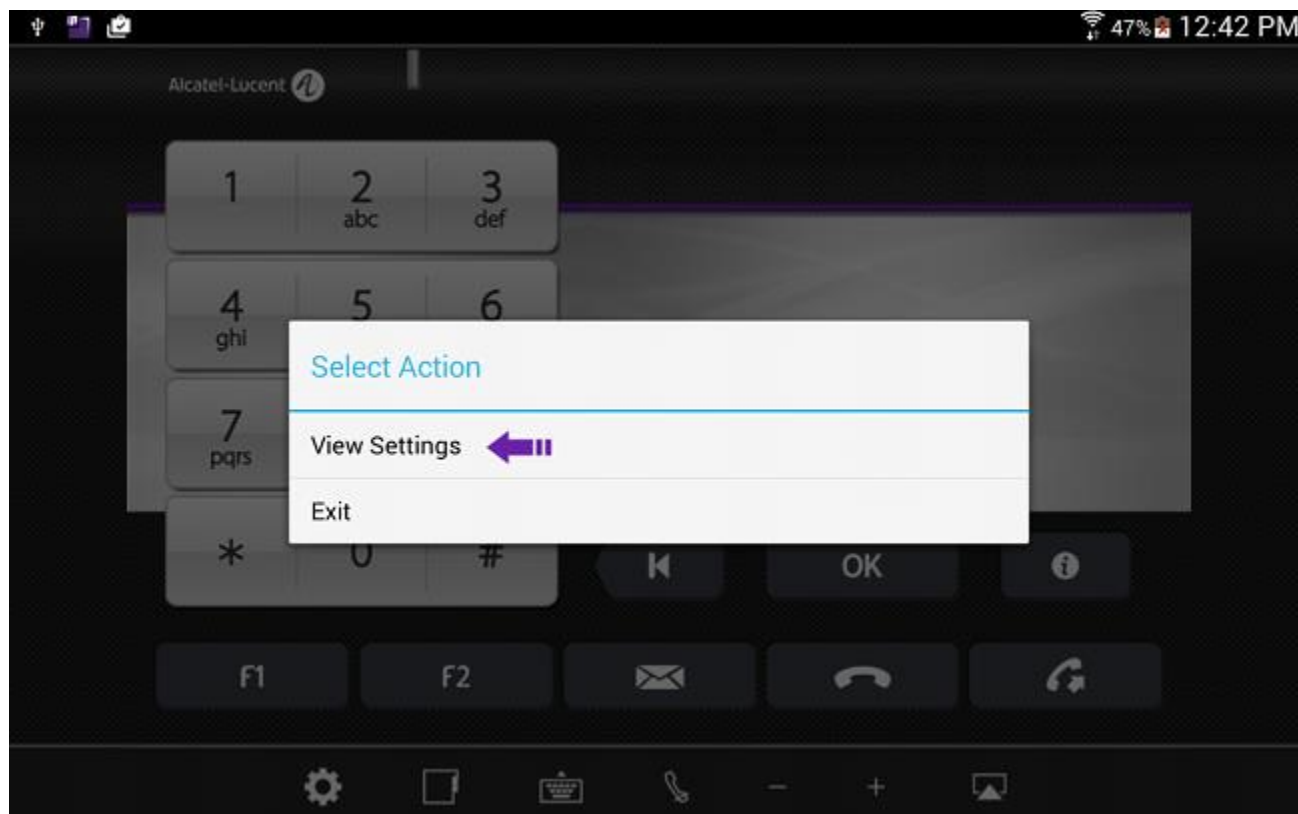 47% 12:42 PM
Alcatel-Lucent
1 2 3
abc def
4 5 6
ghi
Select Action
7
pqrs
View Settings
Exit
* 0 #
OK
F1 F2
- +